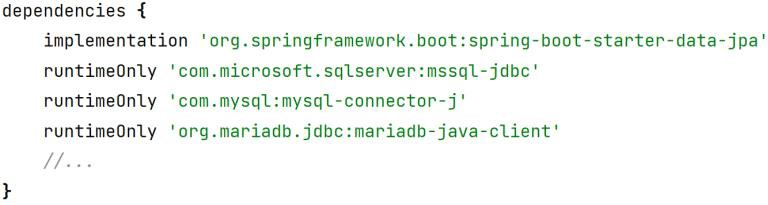 dependencies {
    implementation 'org.springframework.boot:spring-boot-starter-data-jpa'
    runtimeOnly 'com.microsoft.sqlserver:mssql-jdbc'
    runtimeOnly 'com.mysql:mysql-connector-j'
    runtimeOnly 'org.mariadb.jdbc:mariadb-java-client'
    //...
}